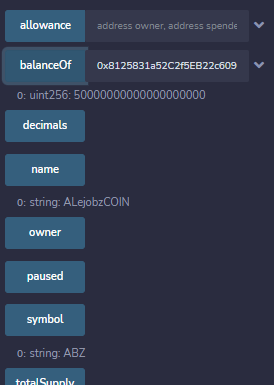 allowance address owner, address spende
balanceOf 0x8125831a52C2f5EB22c609
0: uint256: 50000000000000000000
decimals
name
0: string: ALejobzCOIN
owner
paused
symbol
0: string: ABZ
totalSupply